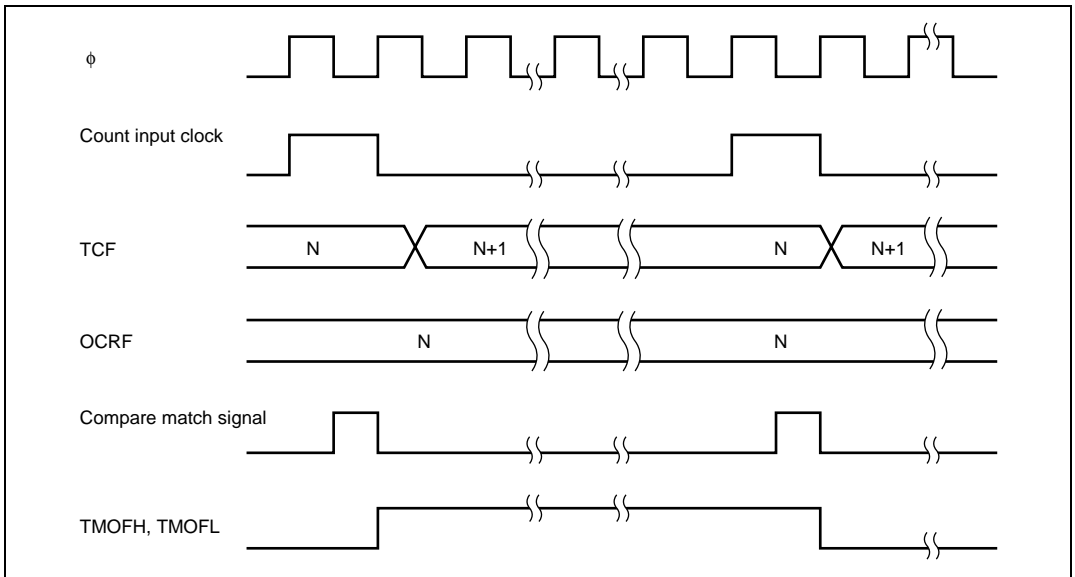 ϕ
Count input clock
TCF N N+1 N N+1
OCRF N N
Compare match signal
TMOFH, TMOFL